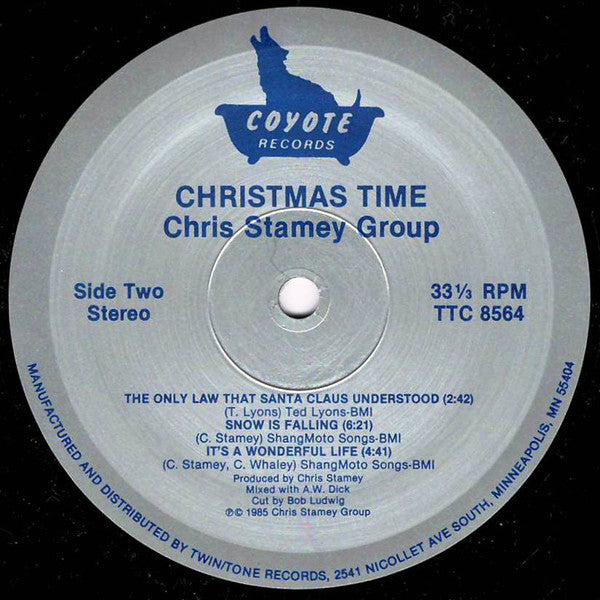 COYOTE
RECORDS
CHRISTMAS TIME
Chris Stamey Group
Side Two
Stereo
33 ⅓ RPM
TTC 8564
THE ONLY LAW THAT SANTA CLAUS UNDERSTOOD (2:42)
(T. Lyons) Ted Lyons-BMI
SNOW IS FALLING (6:21)
(C. Stamey) ShangMoto Songs-BMI
IT'S A WONDERFUL LIFE (4:41)
(C. Stamey, C. Whaley) ShangMoto Songs-BMI
Produced by Chris Stamey
Mixed with A.W. Dick
Cut by Bob Ludwig
℗© 1985 Chris Stamey Group
MANUFACTURED AND DISTRIBUTED BY TWIN/TONE RECORDS, 2541 NICOLLET AVE SOUTH, MINNEAPOLIS, MN 55404